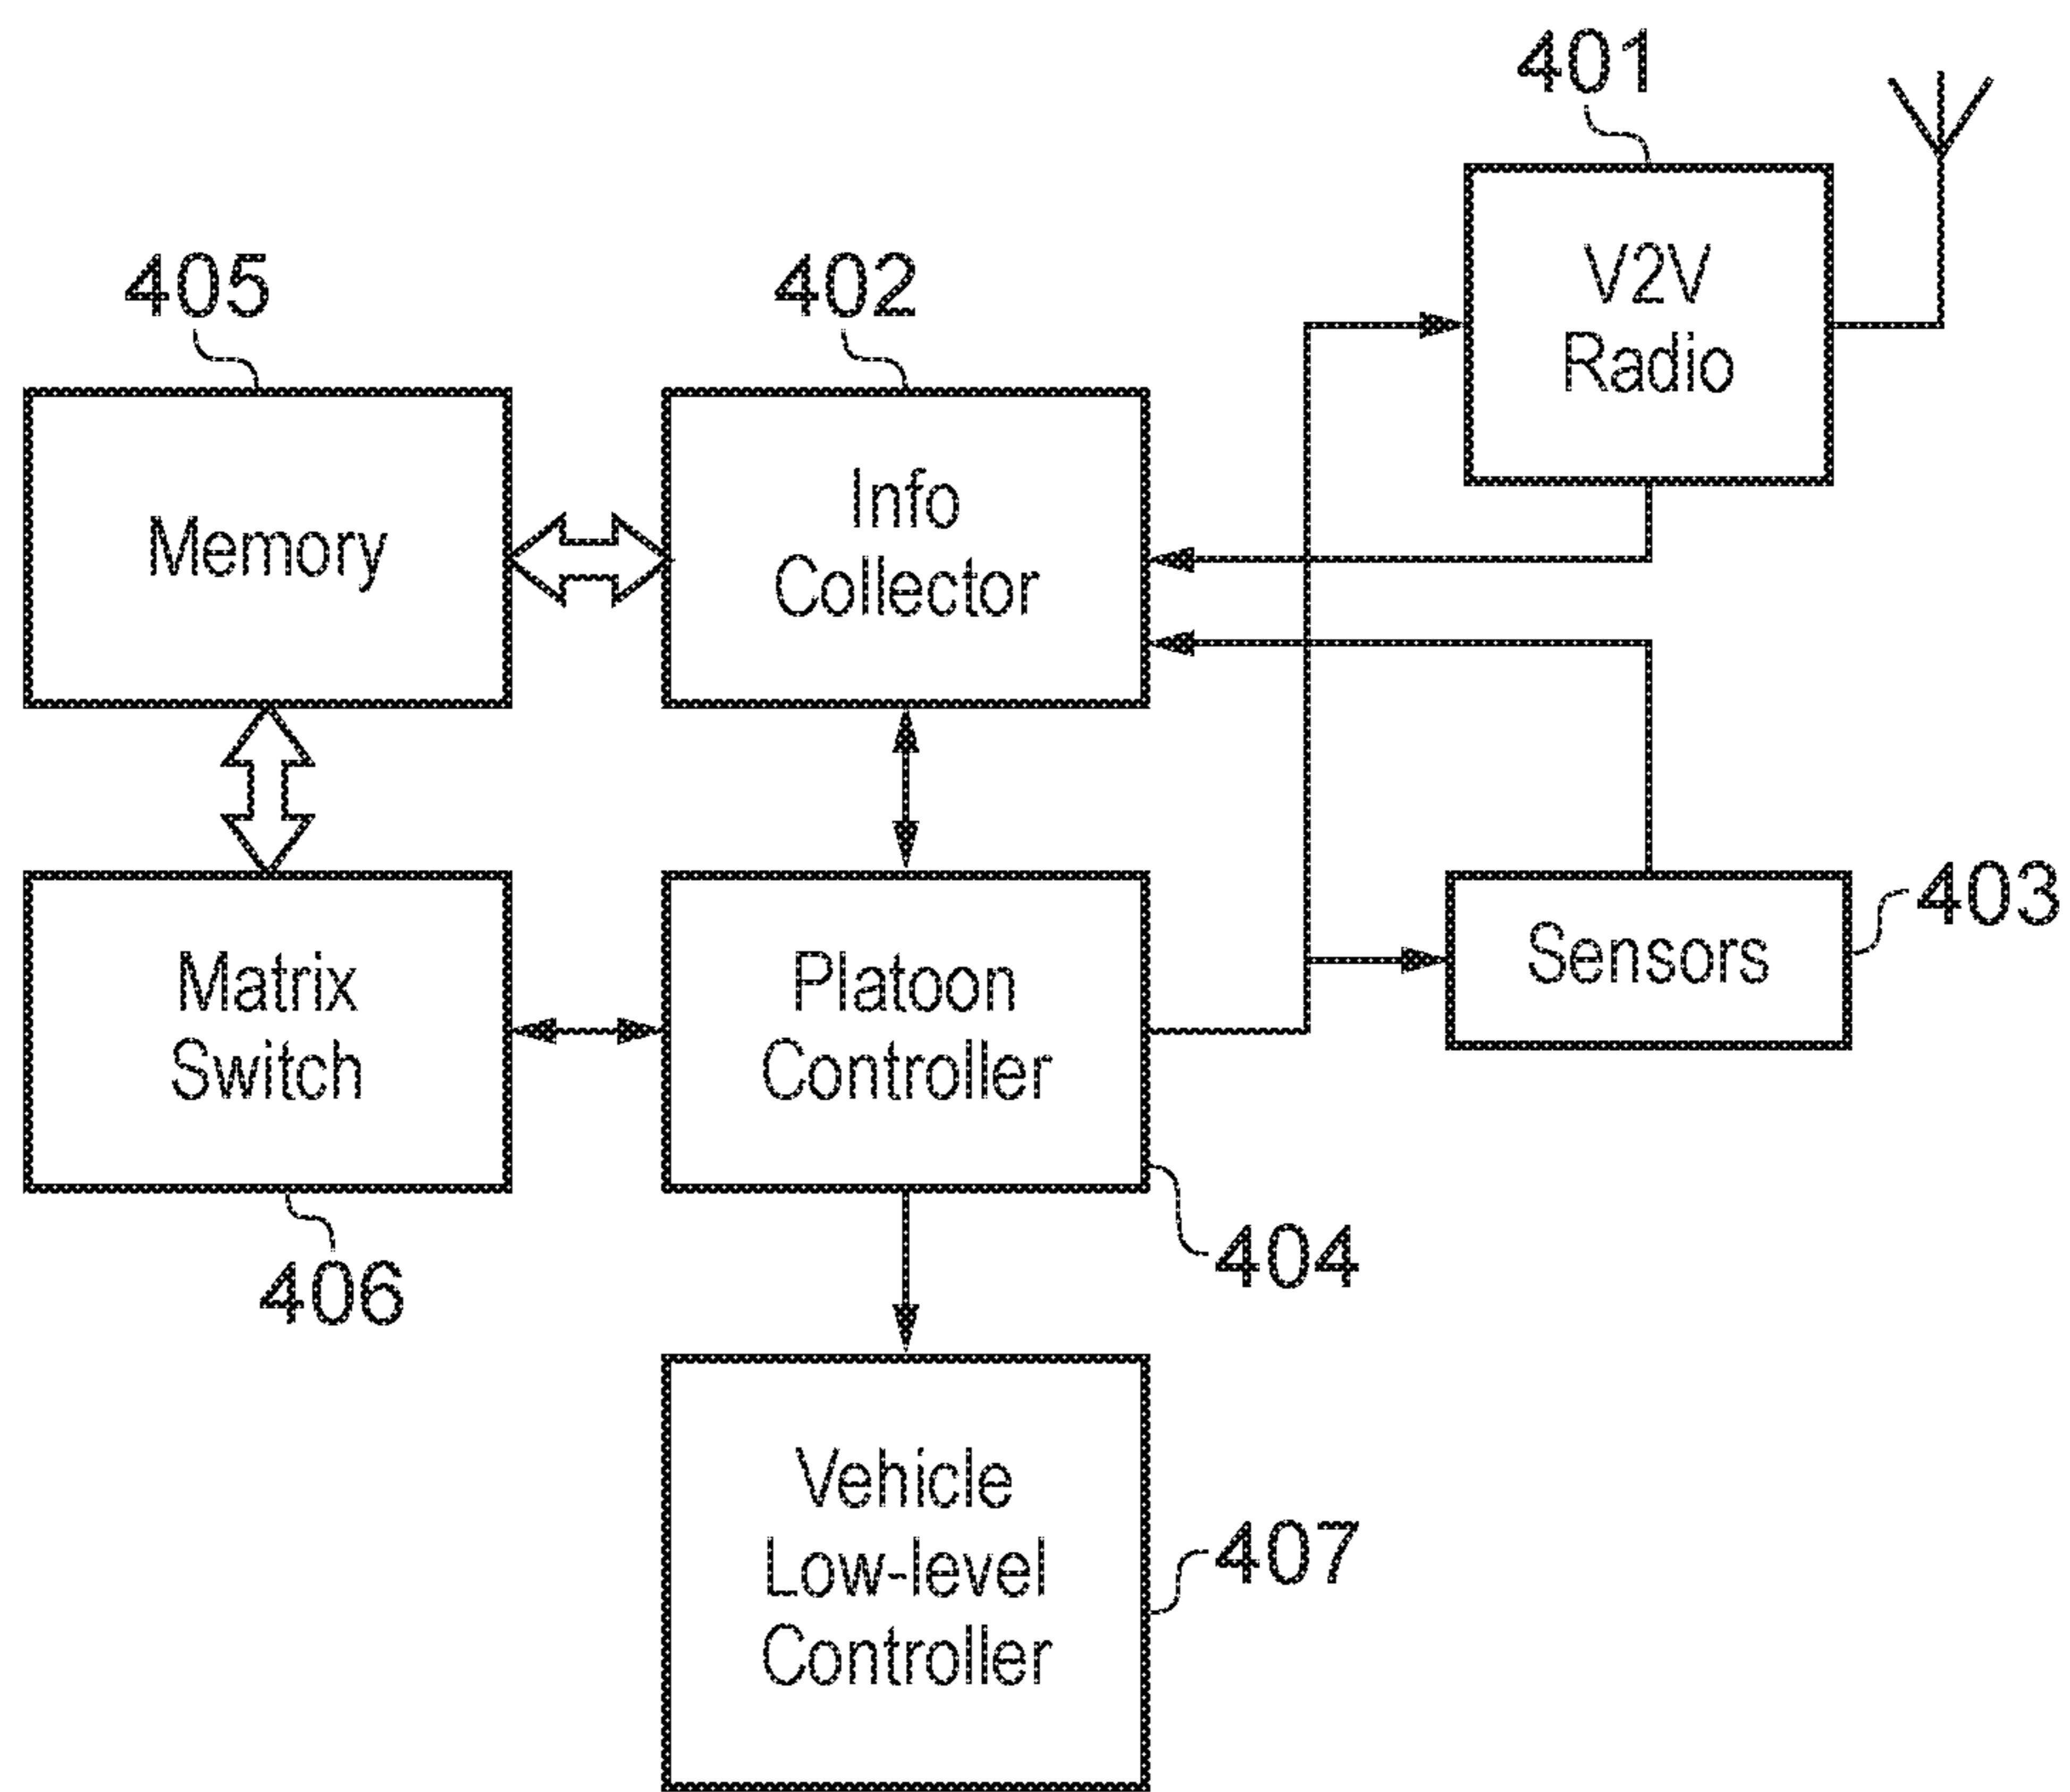 401
V2V
Radio
405
Memory
402
Info
Collector
Matrix
Switch
406
Platoon
Controller
404
Sensors
403
Vehicle
Low-level
Controller
407